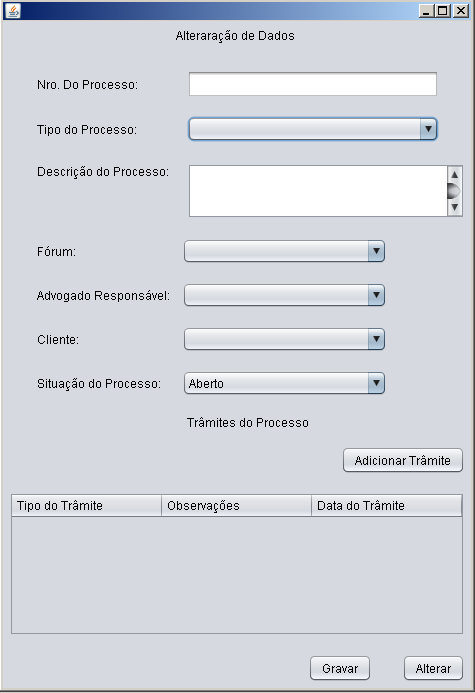 Alteraração de Dados
Nro. Do Processo:
Tipo do Processo:
Descrição do Processo:
Fórum:
Advogado Responsável:
Cliente:
Situação do Processo: Aberto
Trâmites do Processo
Adicionar Trâmite
Tipo do Trâmite Observações Data do Trâmite
Gravar Alterar